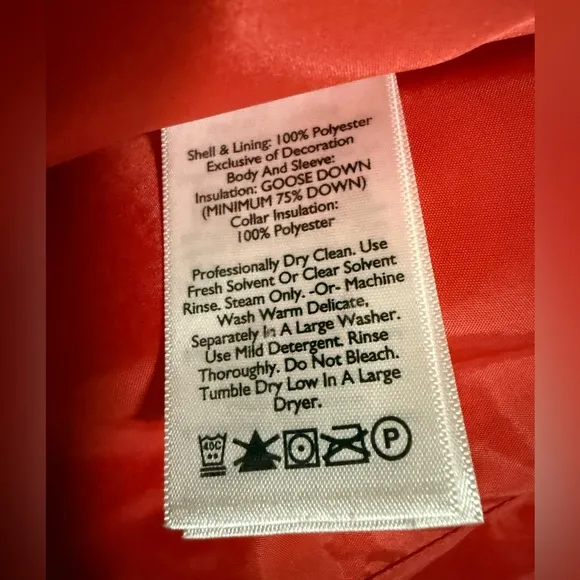 Shell & Lining: 100% Polyester
Exclusive of Decoration
Body And Sleeve:
Insulation: GOOSE DOWN
(MINIMUM 75% DOWN)
Collar Insulation:
100% Polyester
Professionally Dry Clean. Use
Fresh Solvent Or Clear Solvent
Rinse. Steam Only. -Or- Machine
Wash Warm Delicate,
Separately In A Large Washer.
Use Mild Detergent. Rinse
Thoroughly. Do Not Bleach.
Tumble Dry Low In A Large
Dryer.
40C P